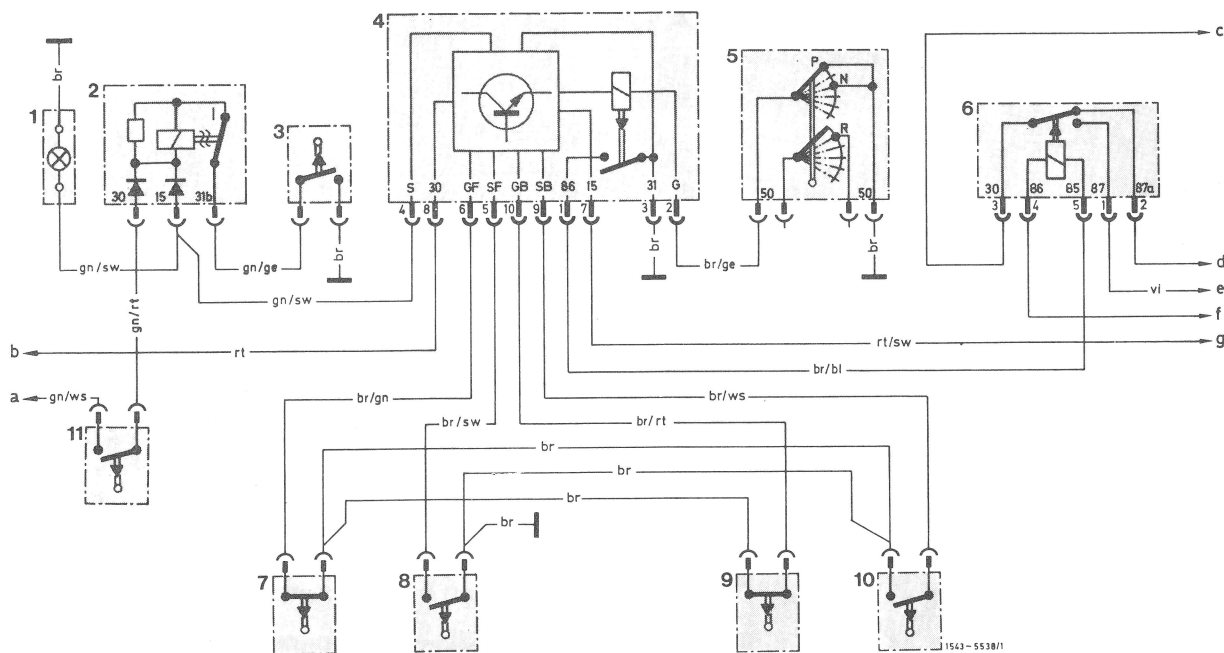 4
c
5
P
N
br
2
6
1
3
R
30 15 31b
S 30 GF SF GB SB 86 15 31 G
50 50
30 86 85 87 87a
4 8 6 5 10 9 1 7 3 2
3 4 5 1 2
gn/sw
gn/ge
br
br
br/ge
br
d
gn/sw
vi
e
gn/rt
f
b
rt
rt/sw
g
br/bl
a
gn/ws
br/gn
br/ws
br/sw
br/rt
11
br
br
br
br
7
8
9
10
1543-5538/1